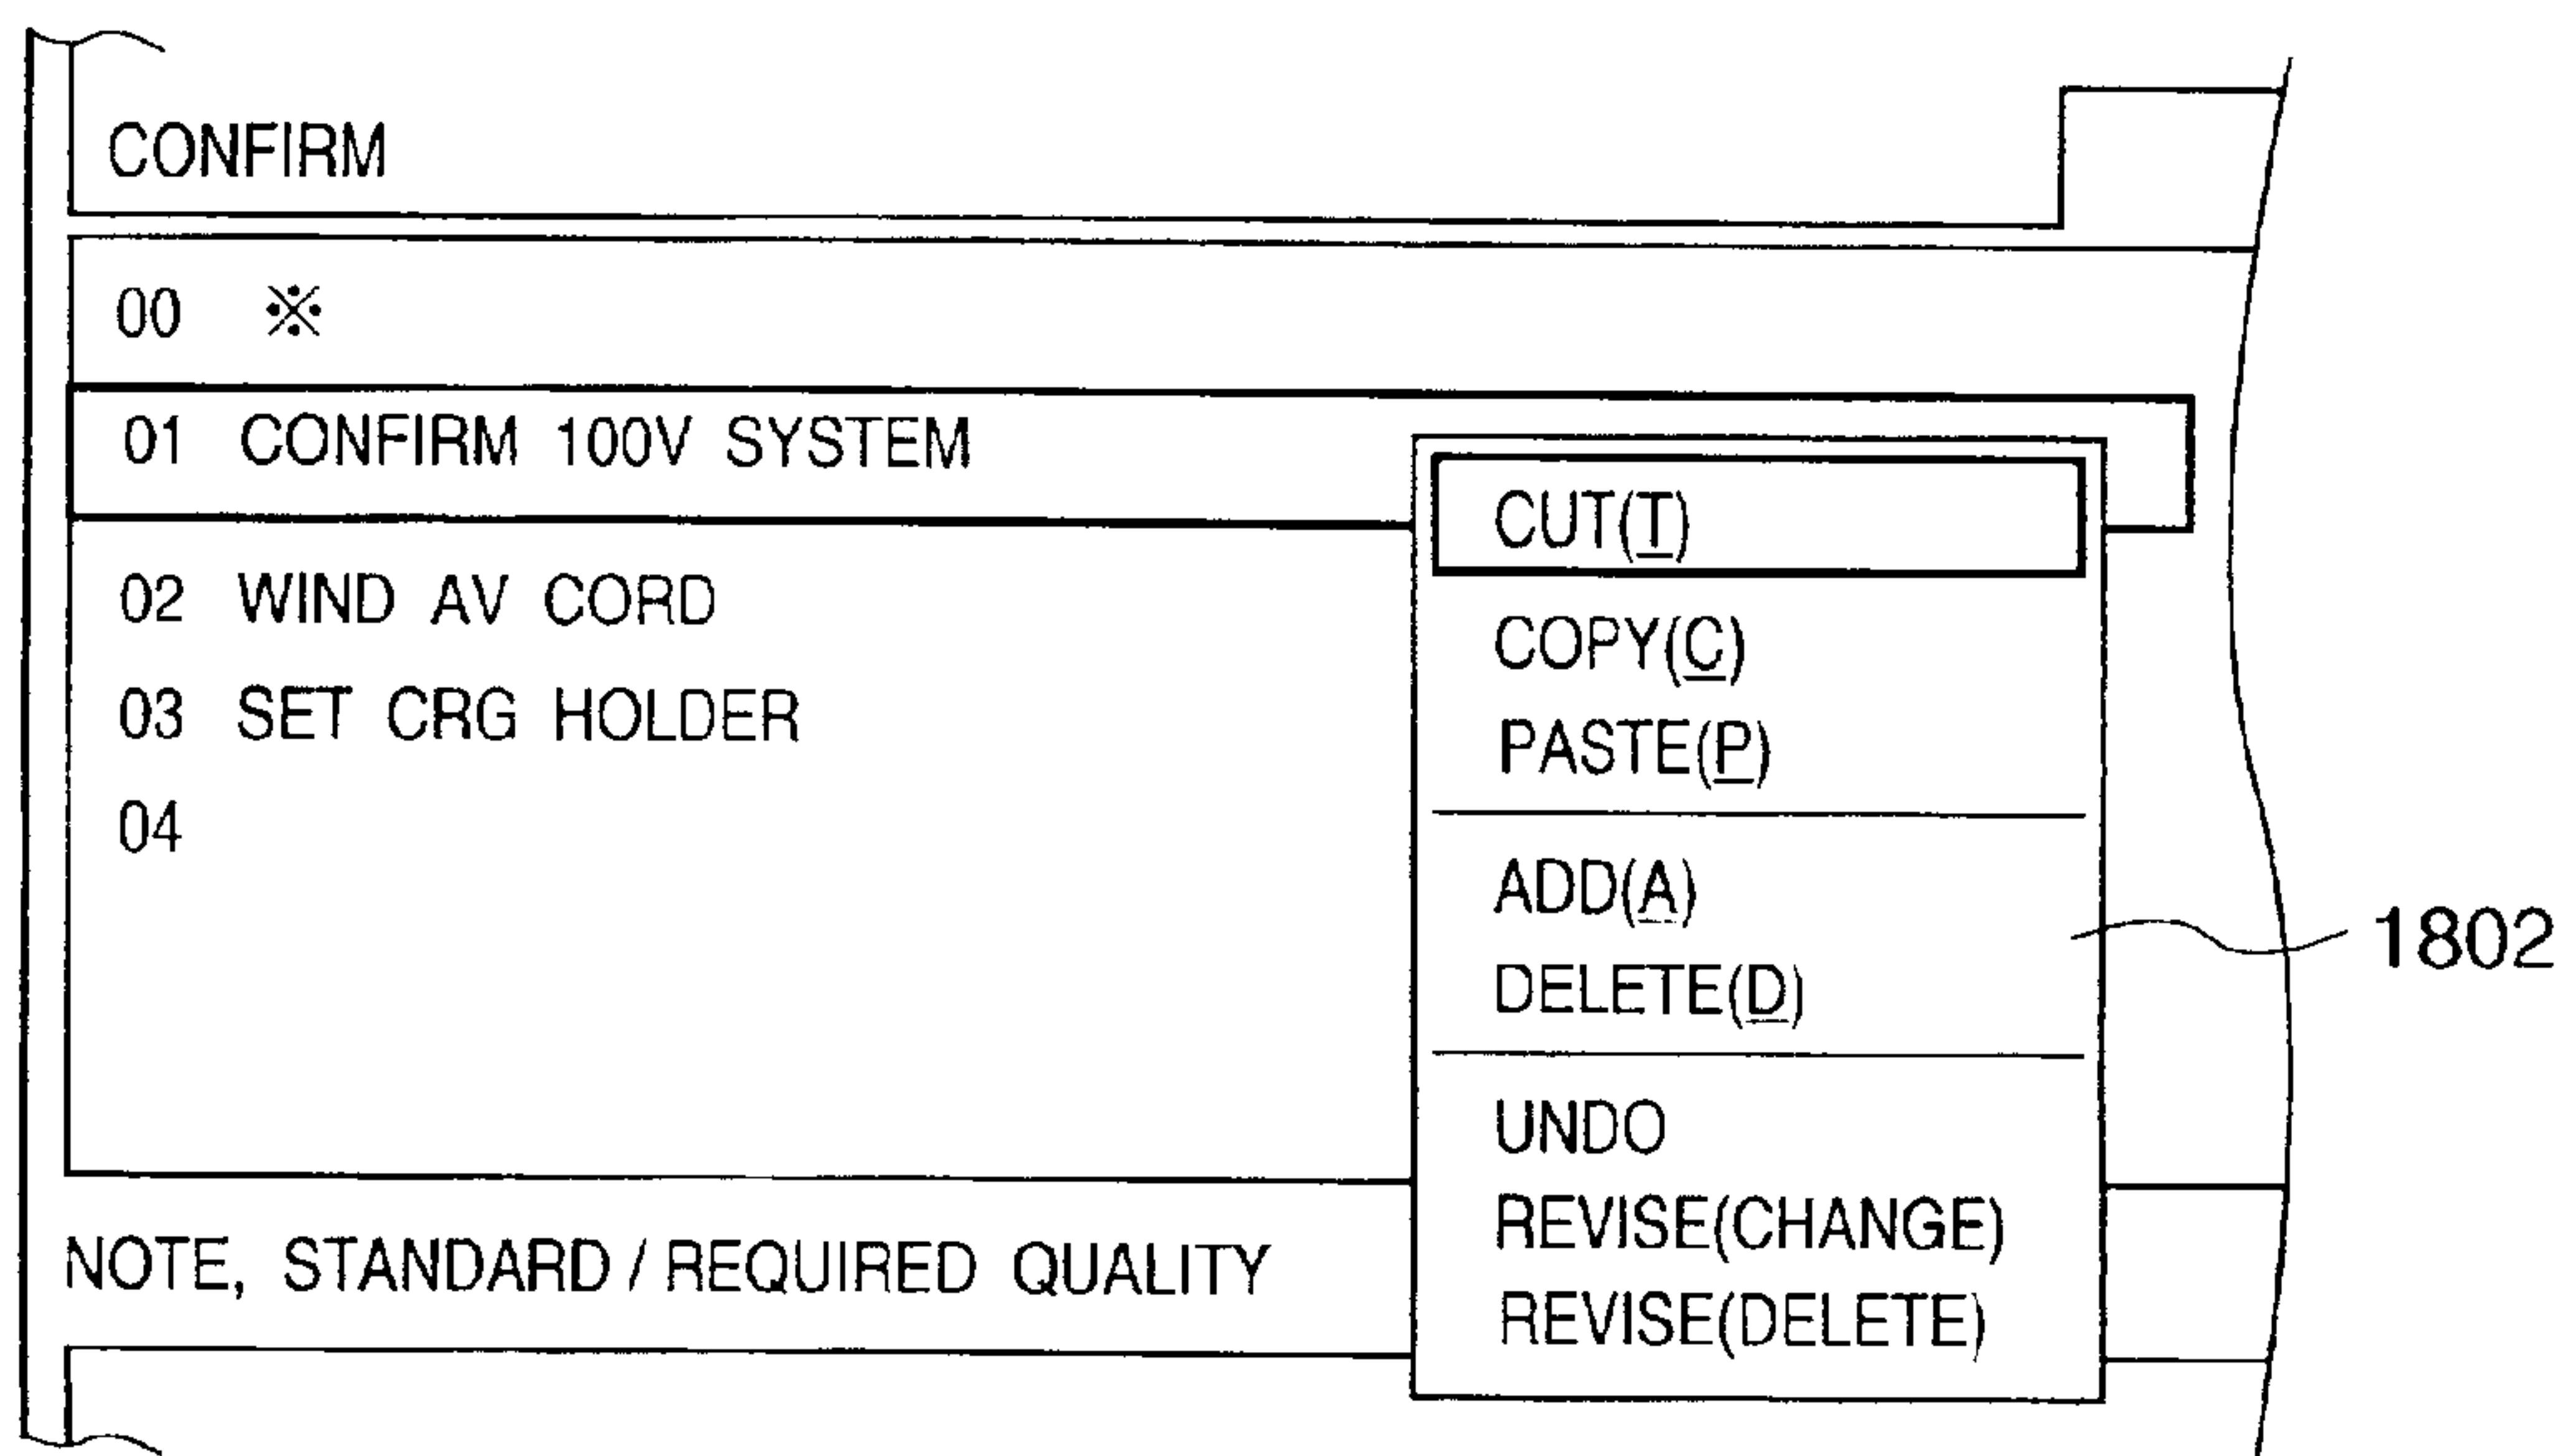 CONFIRM
00 ※
01 CONFIRM 100V SYSTEM
02 WIND AV CORD
03 SET CRG HOLDER
04
CUT(T)
COPY(C)
PASTE(P)
ADD(A)
DELETE(D)
UNDO
REVISE(CHANGE)
REVISE(DELETE)
1802
NOTE, STANDARD / REQUIRED QUALITY